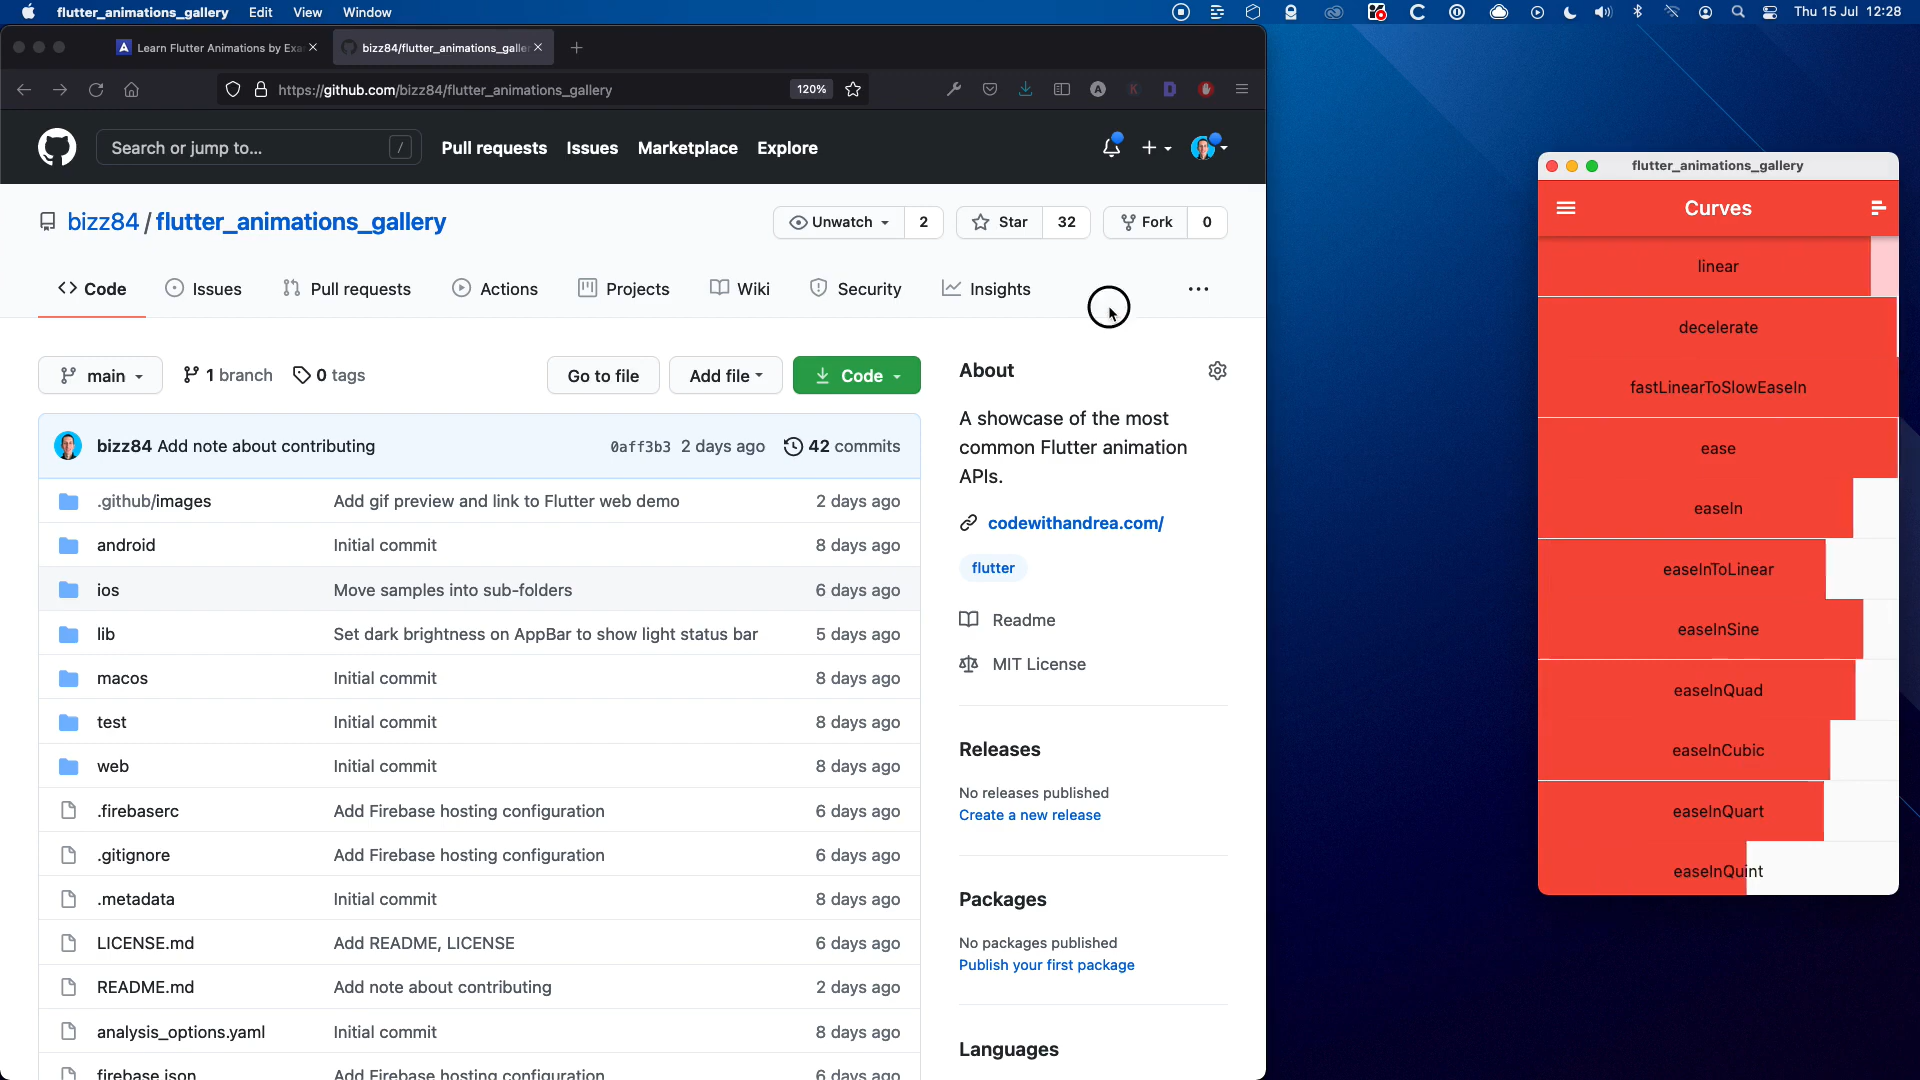 flutter_animations_gallery Edit View Window Thu 15 Jul 12:28
Learn Flutter Animations by Exa
bizz84/flutter_animations_galler
https://github.com/bizz84/flutter_animations_gallery 120%
Search or jump to... / Pull requests Issues Marketplace Explore
bizz84/flutter_animations_gallery Unwatch 2 Star 32 Fork 0
Code Issues Pull requests Actions Projects Wiki Security Insights
main 1 branch 0 tags Go to file Add file Code
bizz84 Add note about contributing 0aff3b3 2 days ago 42 commits
.github/images Add gif preview and link to Flutter web demo 2 days ago
android Initial commit 8 days ago
ios Move samples into sub-folders 6 days ago
lib Set dark brightness on AppBar to show light status bar 5 days ago
macos Initial commit 8 days ago
test Initial commit 8 days ago
web Initial commit 8 days ago
.firebaserc Add Firebase hosting configuration 6 days ago
.gitignore Add Firebase hosting configuration 6 days ago
.metadata Initial commit 8 days ago
LICENSE.md Add README, LICENSE 6 days ago
README.md Add note about contributing 2 days ago
analysis_options.yaml Initial commit 8 days ago
firebase.json Add Firebase hosting configuration 6 days ago
About
A showcase of the most
common Flutter animation
APIs.
codewithandrea.com/
flutter
Readme
MIT License
Releases
No releases published
Create a new release
Packages
No packages published
Publish your first package
Languages
flutter_animations_gallery
Curves
linear
decelerate
fastLinearToSlowEaseIn
ease
easeIn
easeInToLinear
easeInSine
easeInQuad
easeInCubic
easeInQuart
easeInQuint